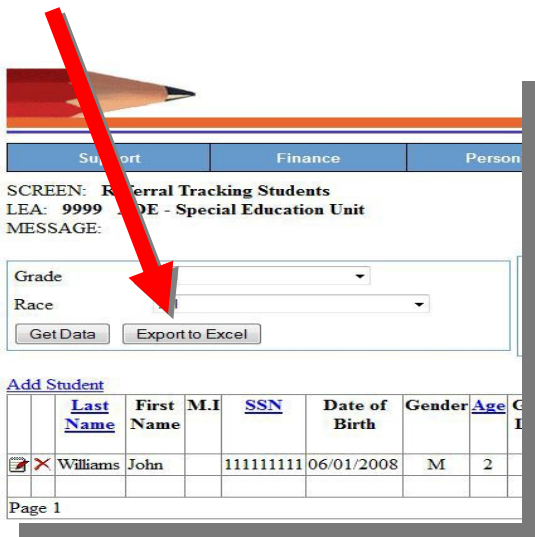 Support Finance Person
SCREEN: Referral Tracking Students
LEA: 9999 - Special Education Unit
MESSAGE:
Grade
Race
Get Data Export to Excel
Add Student
Last Name First Name M.I SSN Date of Birth Gender Age
Williams John 111111111 06/01/2008 M 2
Page 1